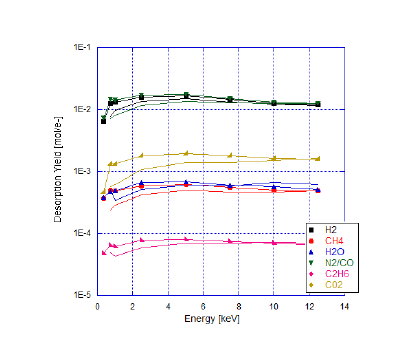 1E-1
1E-2
1E-3
1E-4
1E-5
Desorption Yield [mol/e-]
0 2 4 6 8 10 12 14
Energy [keV]
H2
CH4
H2O
N2/CO
C2H6
C02